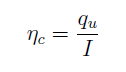 η_c = q_u / I